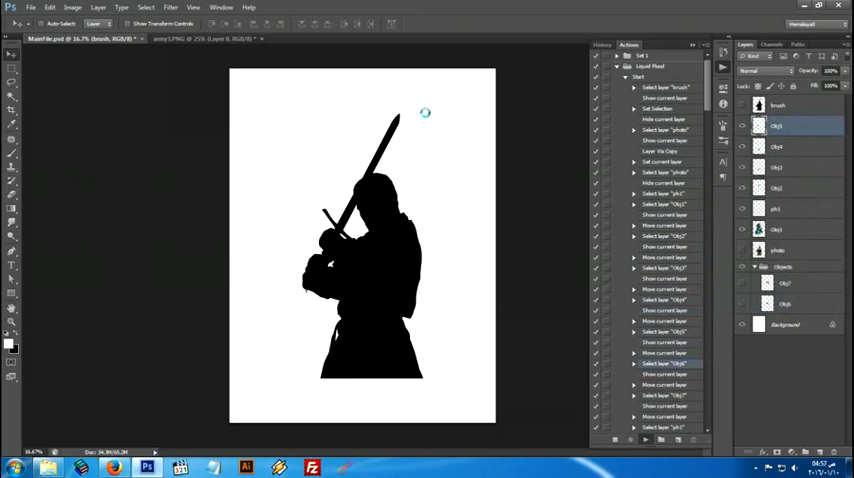 Ps
File
Edit
Image
Layer
Type
Select
Filter
View
Window
Help
Auto-Select:
Layer
Show Transform Controls
MainFile.psd @ 16.7% (brush, RGB/8) *
army3.PNG @ 25% (Layer 0, RGB/8) *
History
Actions
Set 1
Liquid Flood
Start
Select layer "brush"
Show current layer
Set Selection
Hide current layer
Select layer "photo"
Show current layer
Layer Via Copy
Set current layer
Select layer "photo"
Hide current layer
Select layer "ph1"
Select layer "Obj1"
Show current layer
Move current layer
Select layer "Obj2"
Show current layer
Move current layer
Select layer "Obj3"
Show current layer
Move current layer
Select layer "Obj4"
Show current layer
Move current layer
Select layer "Obj5"
Show current layer
Move current layer
Select layer "Obj6"
Show current layer
Move current layer
Select layer "Obj7"
Show current layer
Move current layer
Select layer "ph1"
Layers
Channels
Paths
Kind
Normal
Opacity:
100%
Lock:
Fill:
100%
brush
Obj5
Obj4
Obj3
Obj2
ph1
Obj1
photo
Objects
Obj7
Obj6
Background
16.67%
Doc: 34.3M/65.2M
Ps
Ai
Fz
04:57 ص